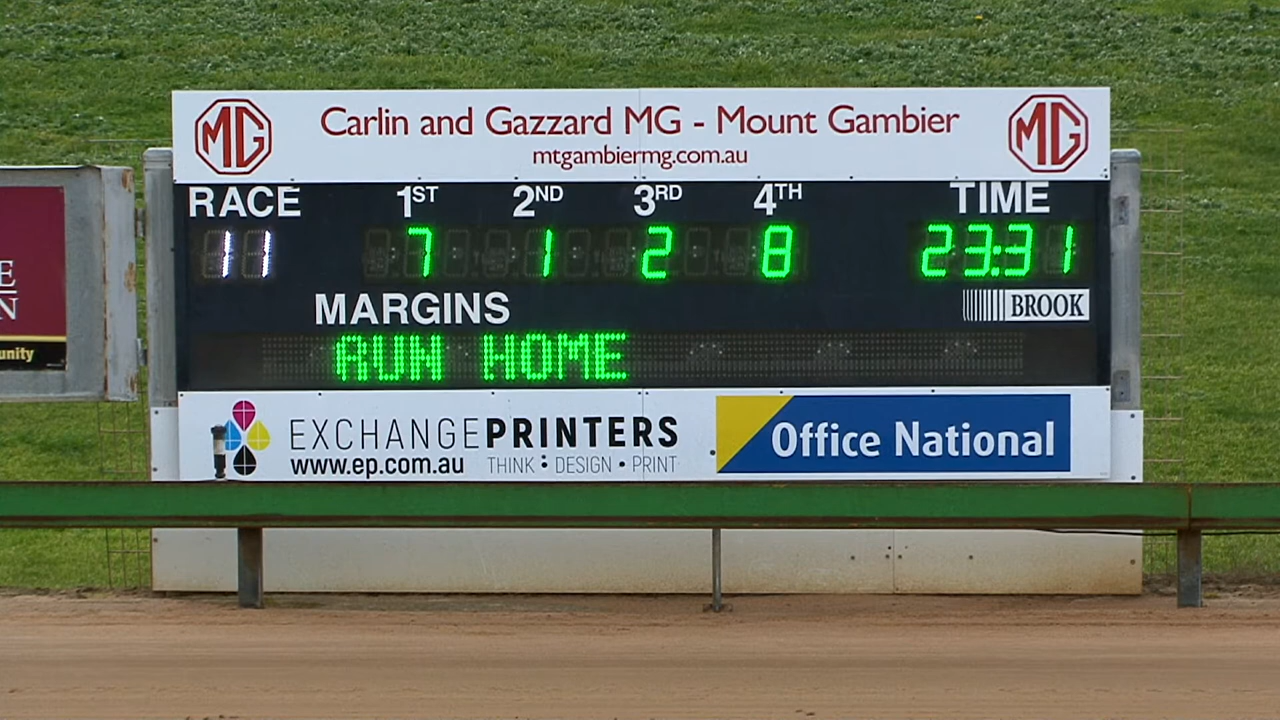 MG Carlin and Gazzard MG - Mount Gambier MG
mtgambiermg.com.au
RACE 1ST 2ND 3RD 4TH TIME
11 7 1 2 8 23:31
MARGINS BROOK
RUN HOME
E
N
unity
EXCHANGEPRINTERS
www.ep.com.au THINK : DESIGN • PRINT
Office National